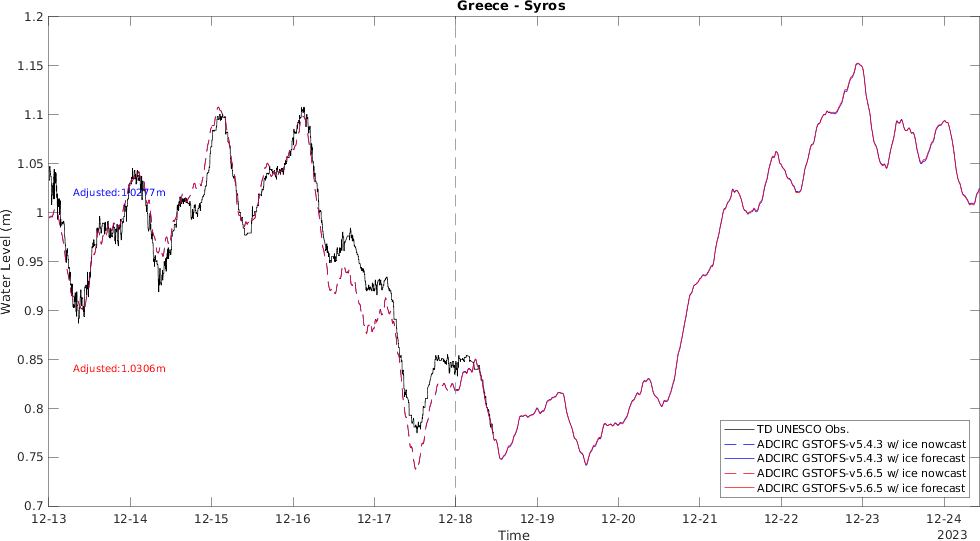 Greece - Syros
1.2
1.15
1.1
1.05
1
0.95
0.9
0.85
0.8
0.75
0.7
Water Level (m)
Adjusted:1.0277m
Adjusted:1.0306m
TD UNESCO Obs.
ADCIRC GSTOFS-v5.4.3 w/ ice nowcast
ADCIRC GSTOFS-v5.4.3 w/ ice forecast
ADCIRC GSTOFS-v5.6.5 w/ ice nowcast
ADCIRC GSTOFS-v5.6.5 w/ ice forecast
12-13 12-14 12-15 12-16 12-17 12-18 12-19 12-20 12-21 12-22 12-23 12-24
Time
2023